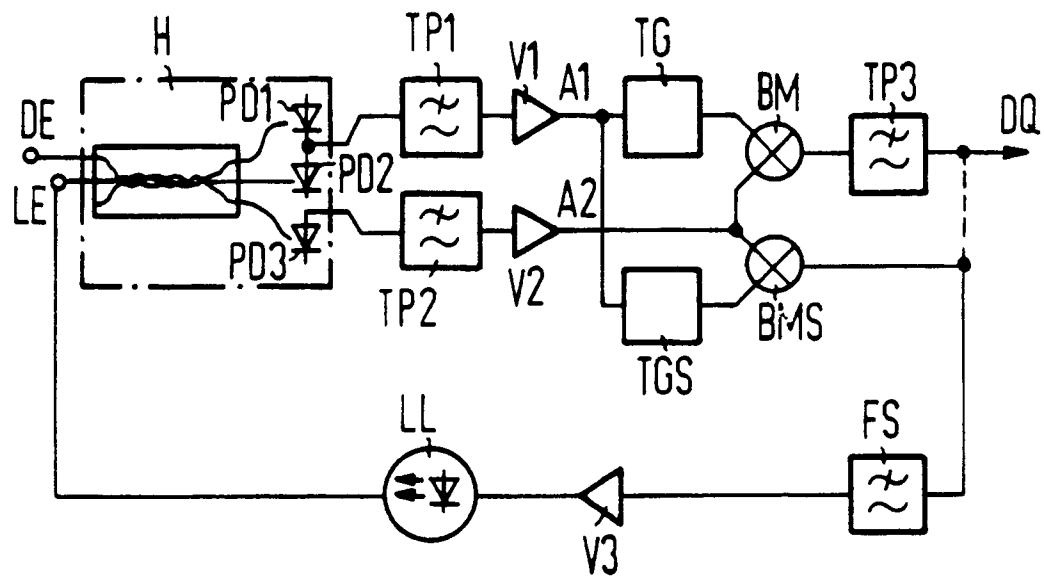 H
TP1
V1
A1
TG
BM
TP3
DQ
DE
PD1
PD2
LE
PD3
TP2
V2
A2
BMS
TGS
LL
FS
V3